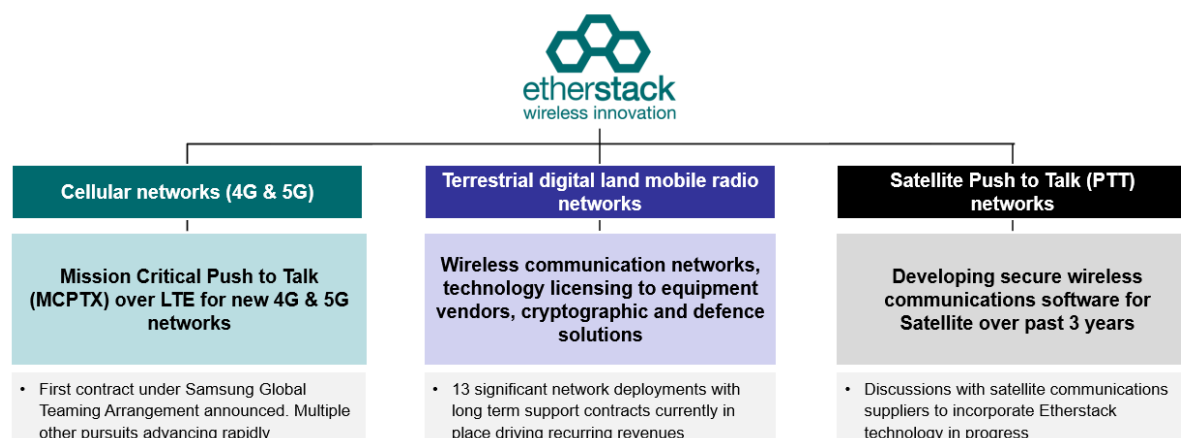 etherstack
wireless innovation
Cellular networks (4G & 5G)
Terrestrial digital land mobile radio
networks
Satellite Push to Talk (PTT)
networks
Mission Critical Push to Talk
(MCPTX) over LTE for new 4G & 5G
networks
Wireless communication networks,
technology licensing to equipment
vendors, cryptographic and defence
solutions
Developing secure wireless
communications software for
Satellite over past 3 years
• First contract under Samsung Global
Teaming Arrangement announced. Multiple
other pursuits advancing rapidly
• 13 significant network deployments with
long term support contracts currently in
place driving recurring revenues
• Discussions with satellite communications
suppliers to incorporate Etherstack
technology in progress